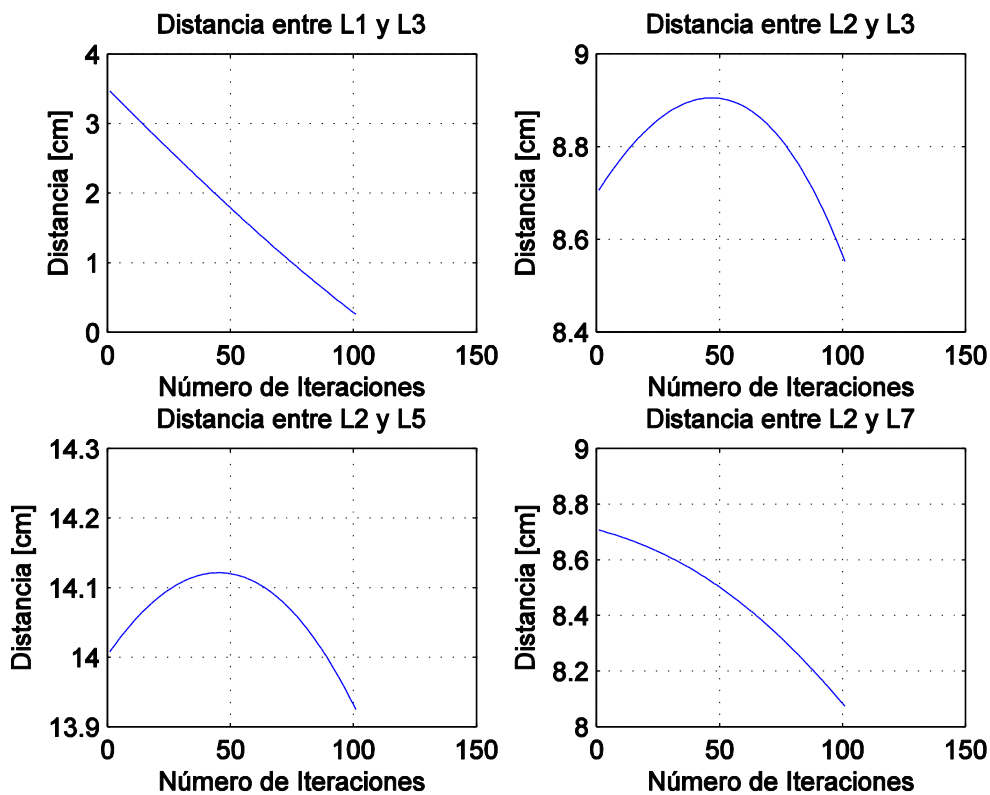 Distancia entre L1 y L3
Distancia [cm]
4
3
2
1
0
0 50 100 150
Número de Iteraciones
Distancia entre L2 y L3
Distancia [cm]
9
8.8
8.6
8.4
0 50 100 150
Número de Iteraciones
Distancia entre L2 y L5
Distancia [cm]
14.3
14.2
14.1
14
13.9
0 50 100 150
Número de Iteraciones
Distancia entre L2 y L7
Distancia [cm]
9
8.8
8.6
8.4
8.2
8
0 50 100 150
Número de Iteraciones